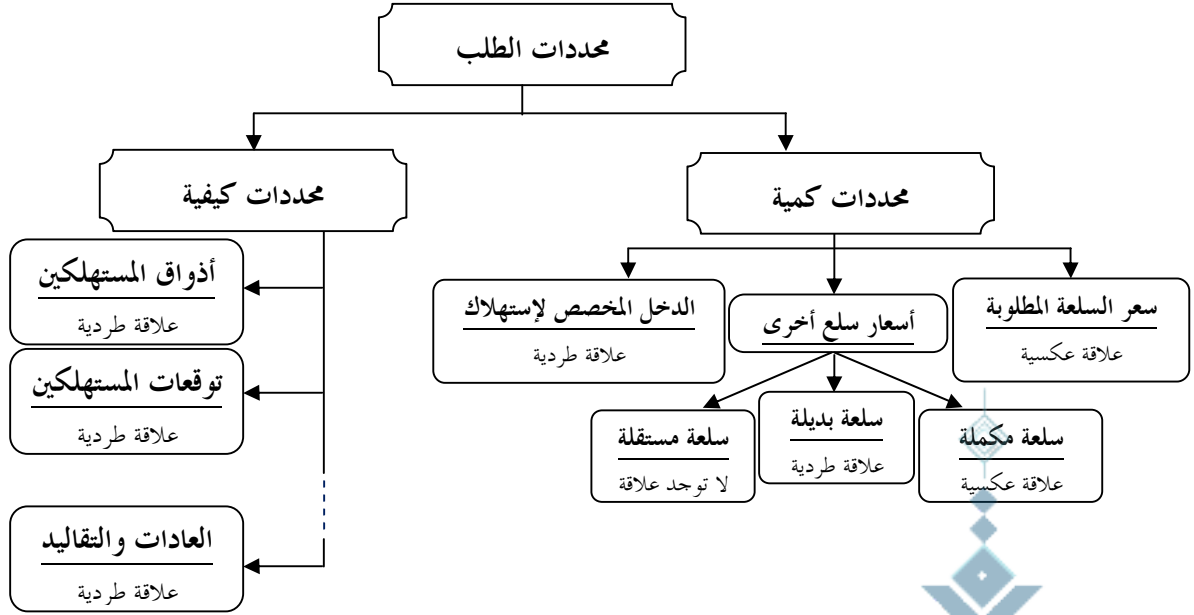 محددات الطلب
محددات كمية
محددات كيفية
سعر السلعة المطلوبة
علاقة عكسية
أسعار سلع أخرى
الدخل المخصص لإستهلاك
علاقة طردية
سلعة مكملة
علاقة عكسية
سلعة بديلة
علاقة طردية
سلعة مستقلة
لا توجد علاقة
أذواق المستهلكين
علاقة طردية
توقعات المستهلكين
علاقة طردية
العادات والتقاليد
علاقة طردية